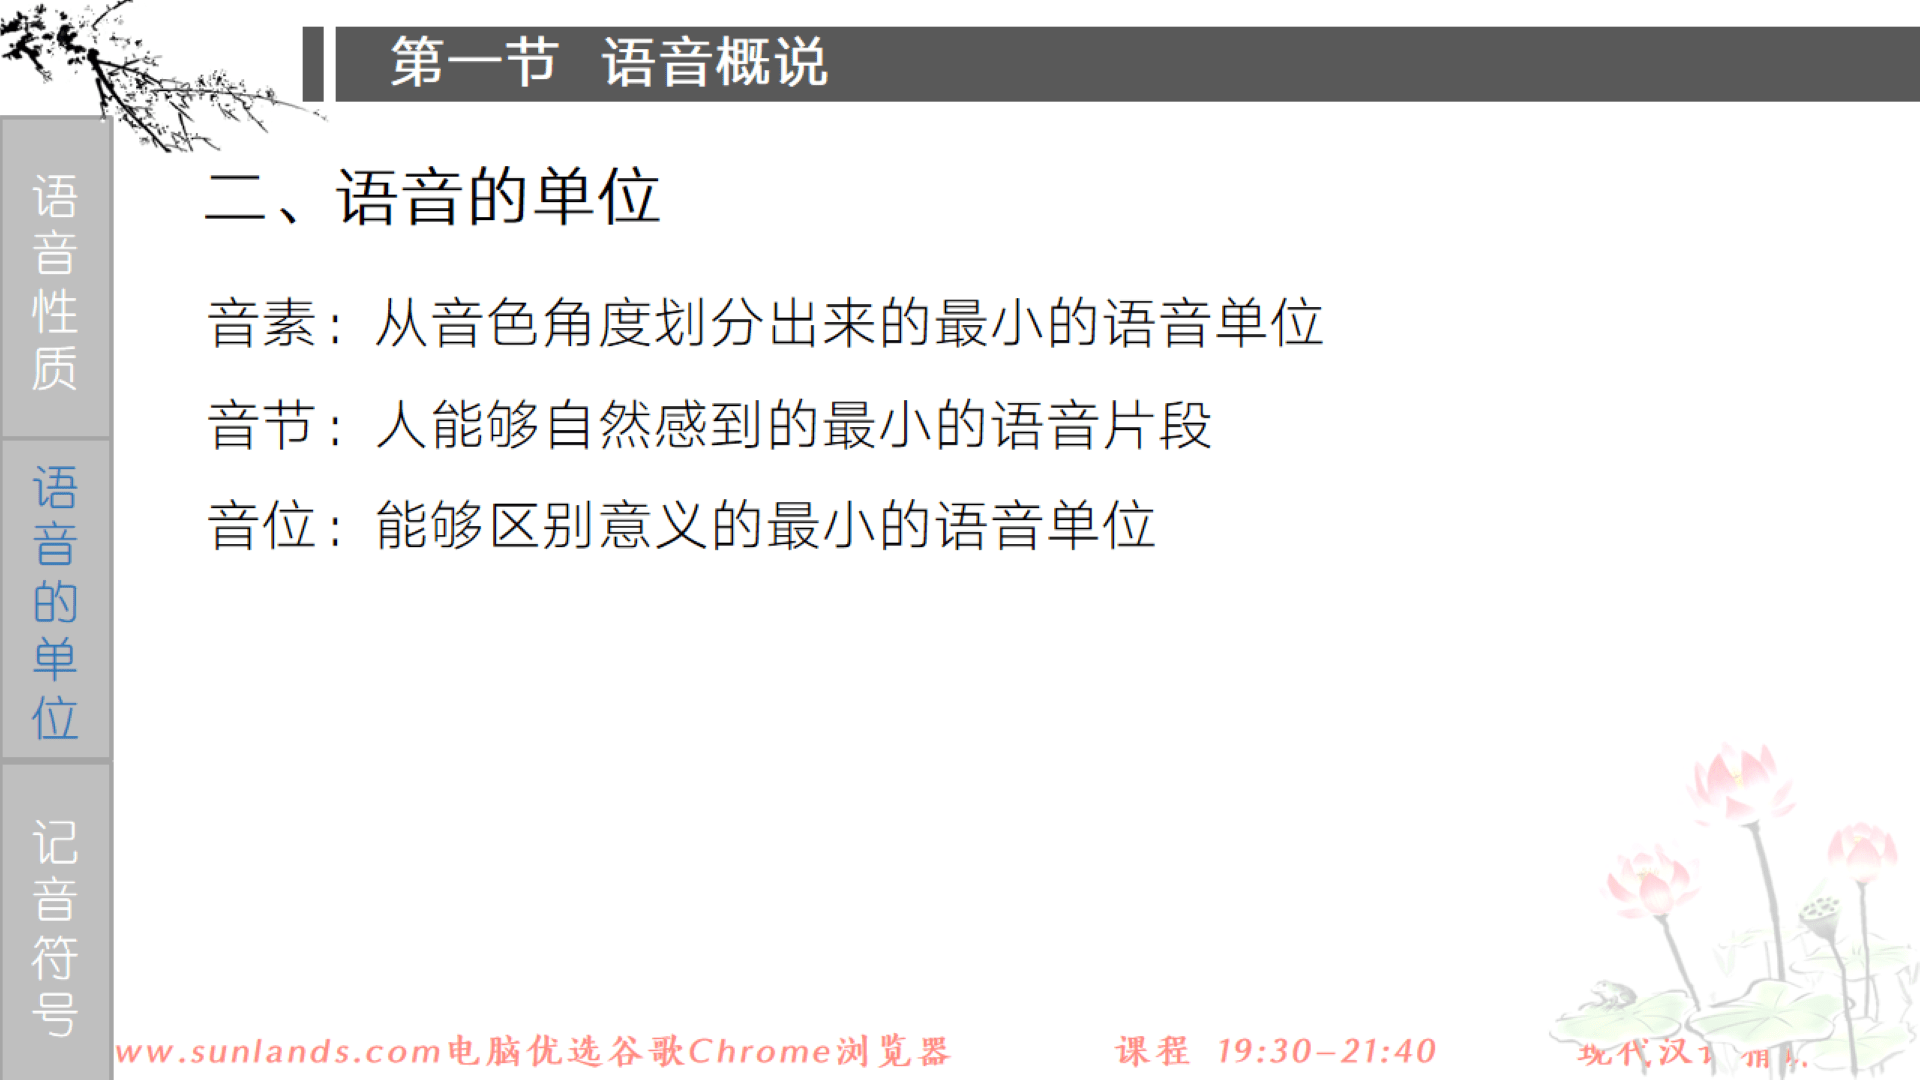 第一节 语音概说
语音性质
语音的单位
记音符号
二、语音的单位
音素：从音色角度划分出来的最小的语音单位
音节：人能够自然感到的最小的语音片段
音位：能够区别意义的最小的语音单位
ww.sunlands.com电脑优选谷歌Chrome浏览器 课程 19:30-21:40 现代汉